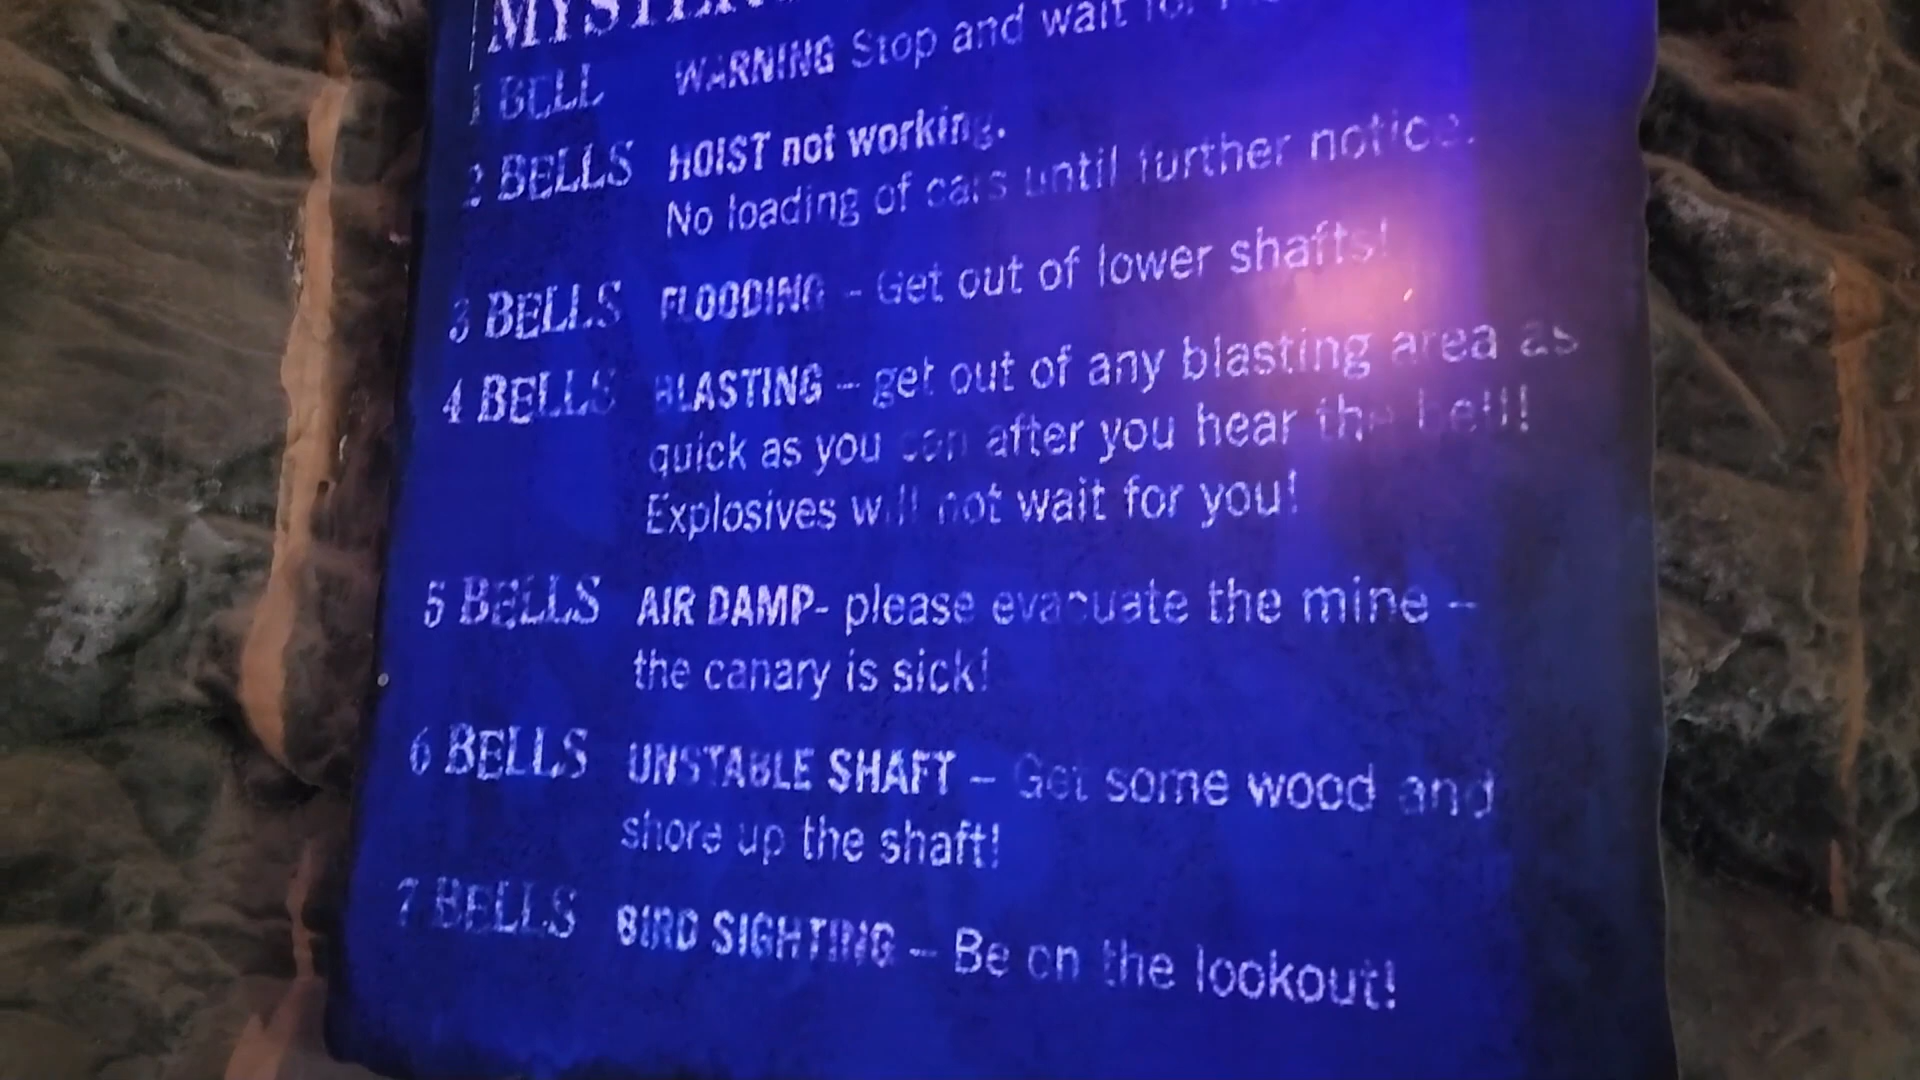 1 BELL WARNING Stop and wait
2 BELLS HOIST not working.
No loading of cars until further notice.
3 BELLS FLOODING – Get out of lower shafts!
4 BELLS BLASTING – get out of any blasting area as
quick as you can after you hear the bell!
Explosives will not wait for you!
5 BELLS AIR DAMP- please evacuate the mine –
the canary is sick!
6 BELLS UNSTABLE SHAFT – Get some wood and
shore up the shaft!
7 BELLS BIRD SIGHTING – Be on the lookout!